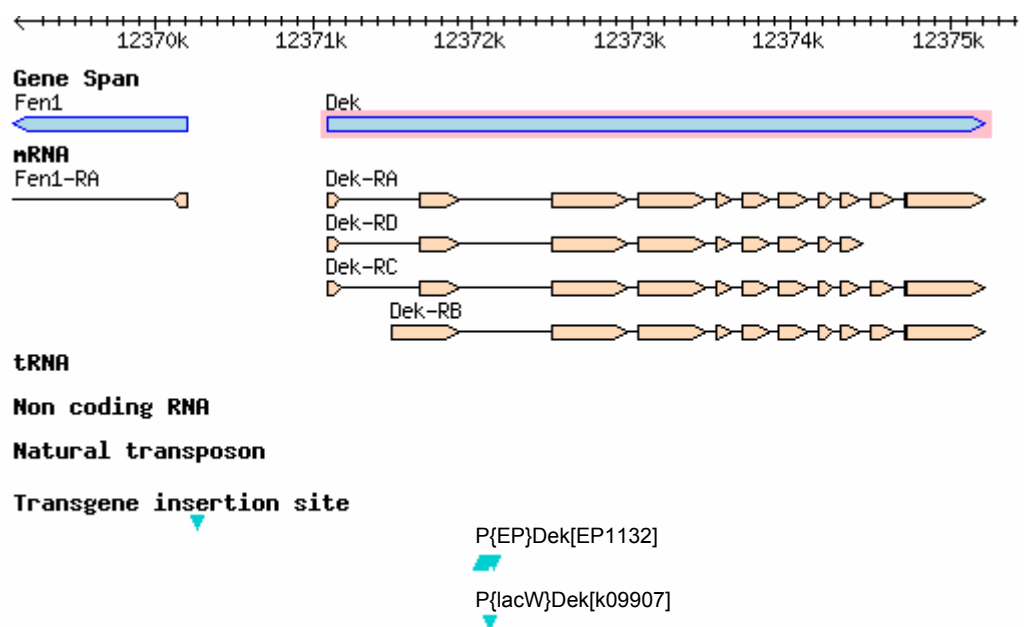 12370k 12371k 12372k 12373k 12374k 12375k
Gene Span
Fen1 Dek
mRNA
Fen1-RA Dek-RA
Dek-RD
Dek-RC
Dek-RB
tRNA
Non coding RNA
Natural transposon
Transgene insertion site
P{EP}Dek[EP1132]
P{lacW}Dek[k09907]